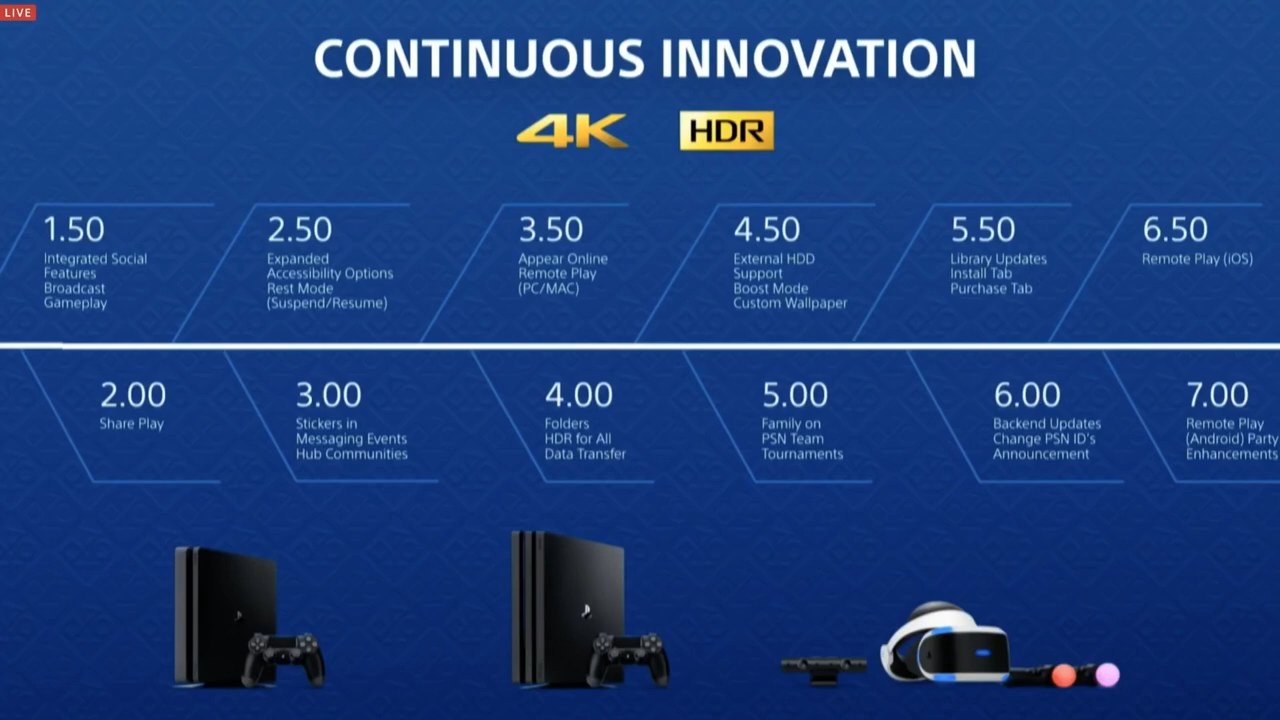 LIVE
CONTINUOUS INNOVATION
4K HDR
1.50
Integrated Social
Features
Broadcast
Gameplay
2.50
Expanded
Accessibility Options
Rest Mode
(Suspend/Resume)
3.50
Appear Online
Remote Play
(PC/MAC)
4.50
External HDD
Support
Boost Mode
Custom Wallpaper
5.50
Library Updates
Install Tab
Purchase Tab
6.50
Remote Play (iOS)
2.00
Share Play
3.00
Stickers in
Messaging Events
Hub Communities
4.00
Folders
HDR for All
Data Transfer
5.00
Family on
PSN Team
Tournaments
6.00
Backend Updates
Change PSN ID's
Announcement
7.00
Remote Play
(Android) Party
Enhancements